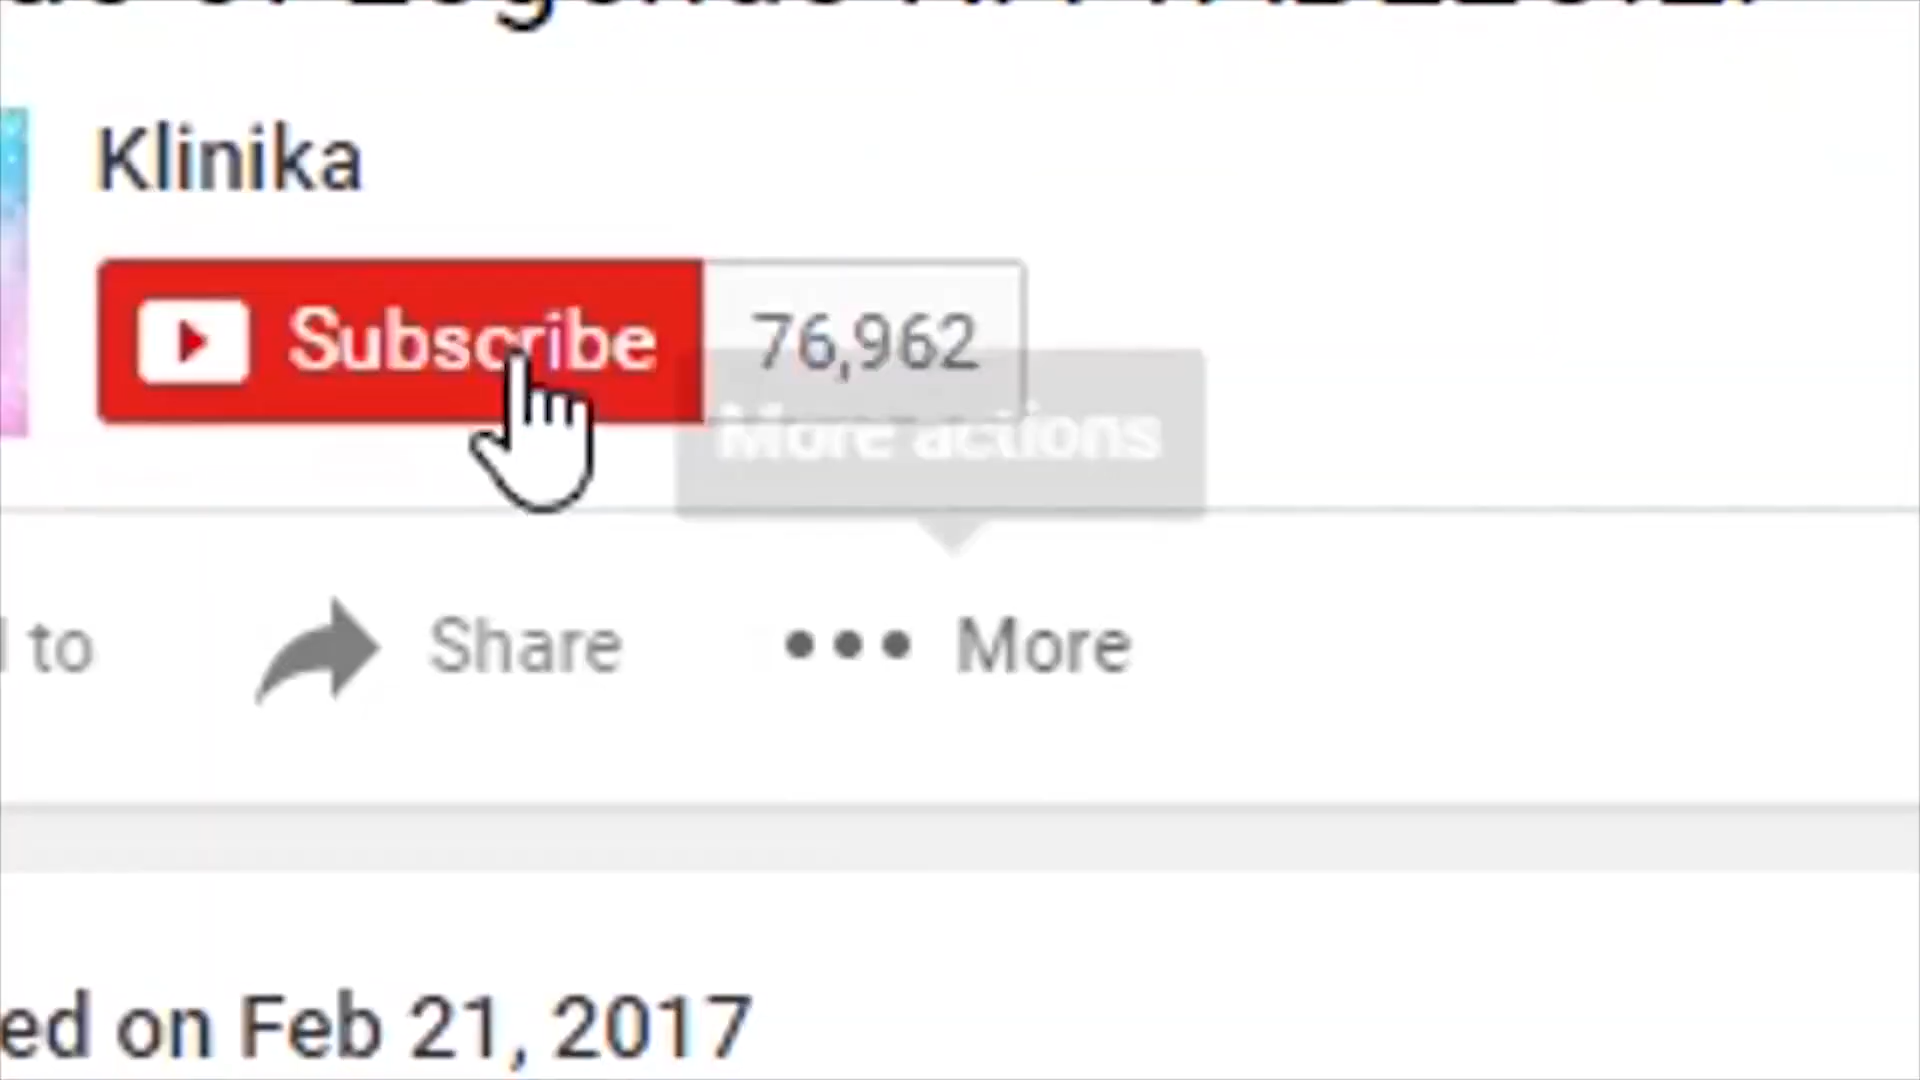 Klinika
Subscribe 76,962
More actions
to Share More
ed on Feb 21, 2017